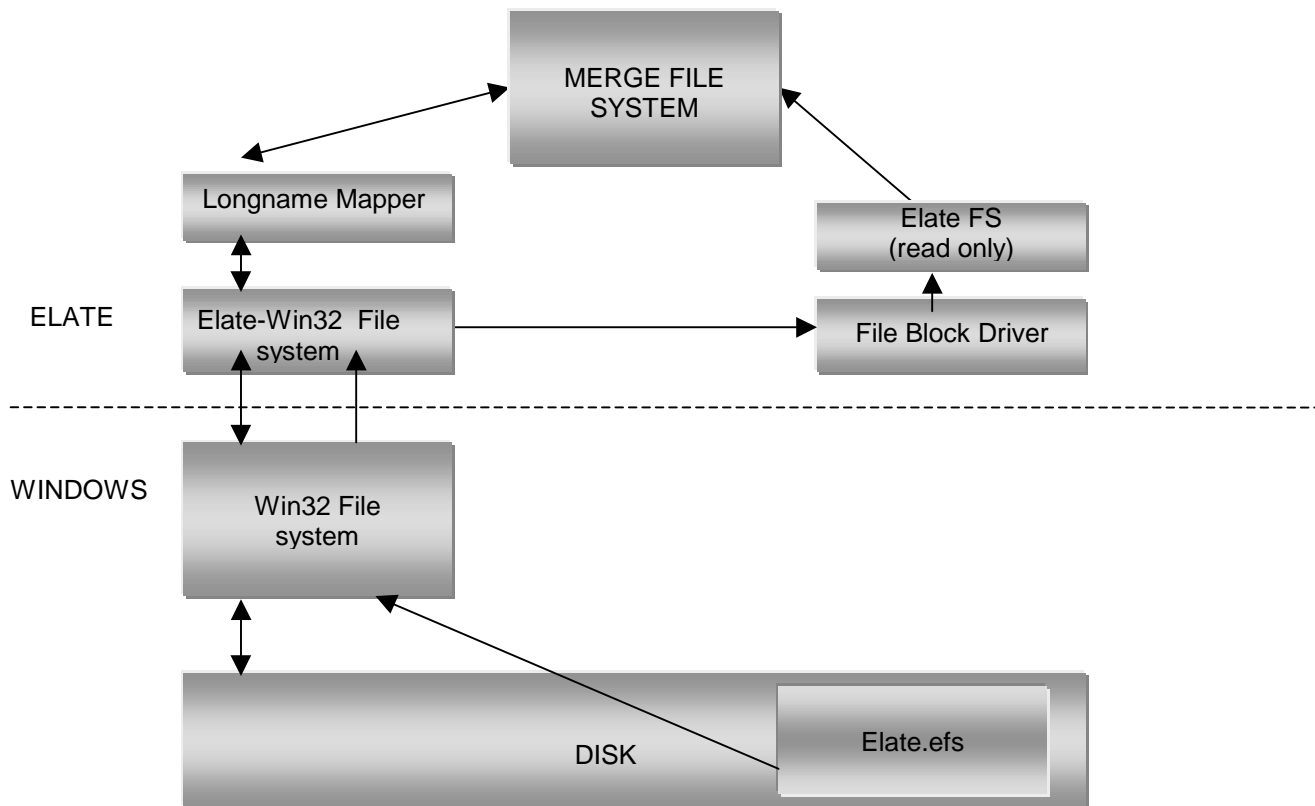 MERGE FILE
SYSTEM
Longname Mapper
Elate FS
(read only)
ELATE
Elate-Win32 File
system
File Block Driver
WINDOWS
Win32 File
system
DISK
Elate.efs